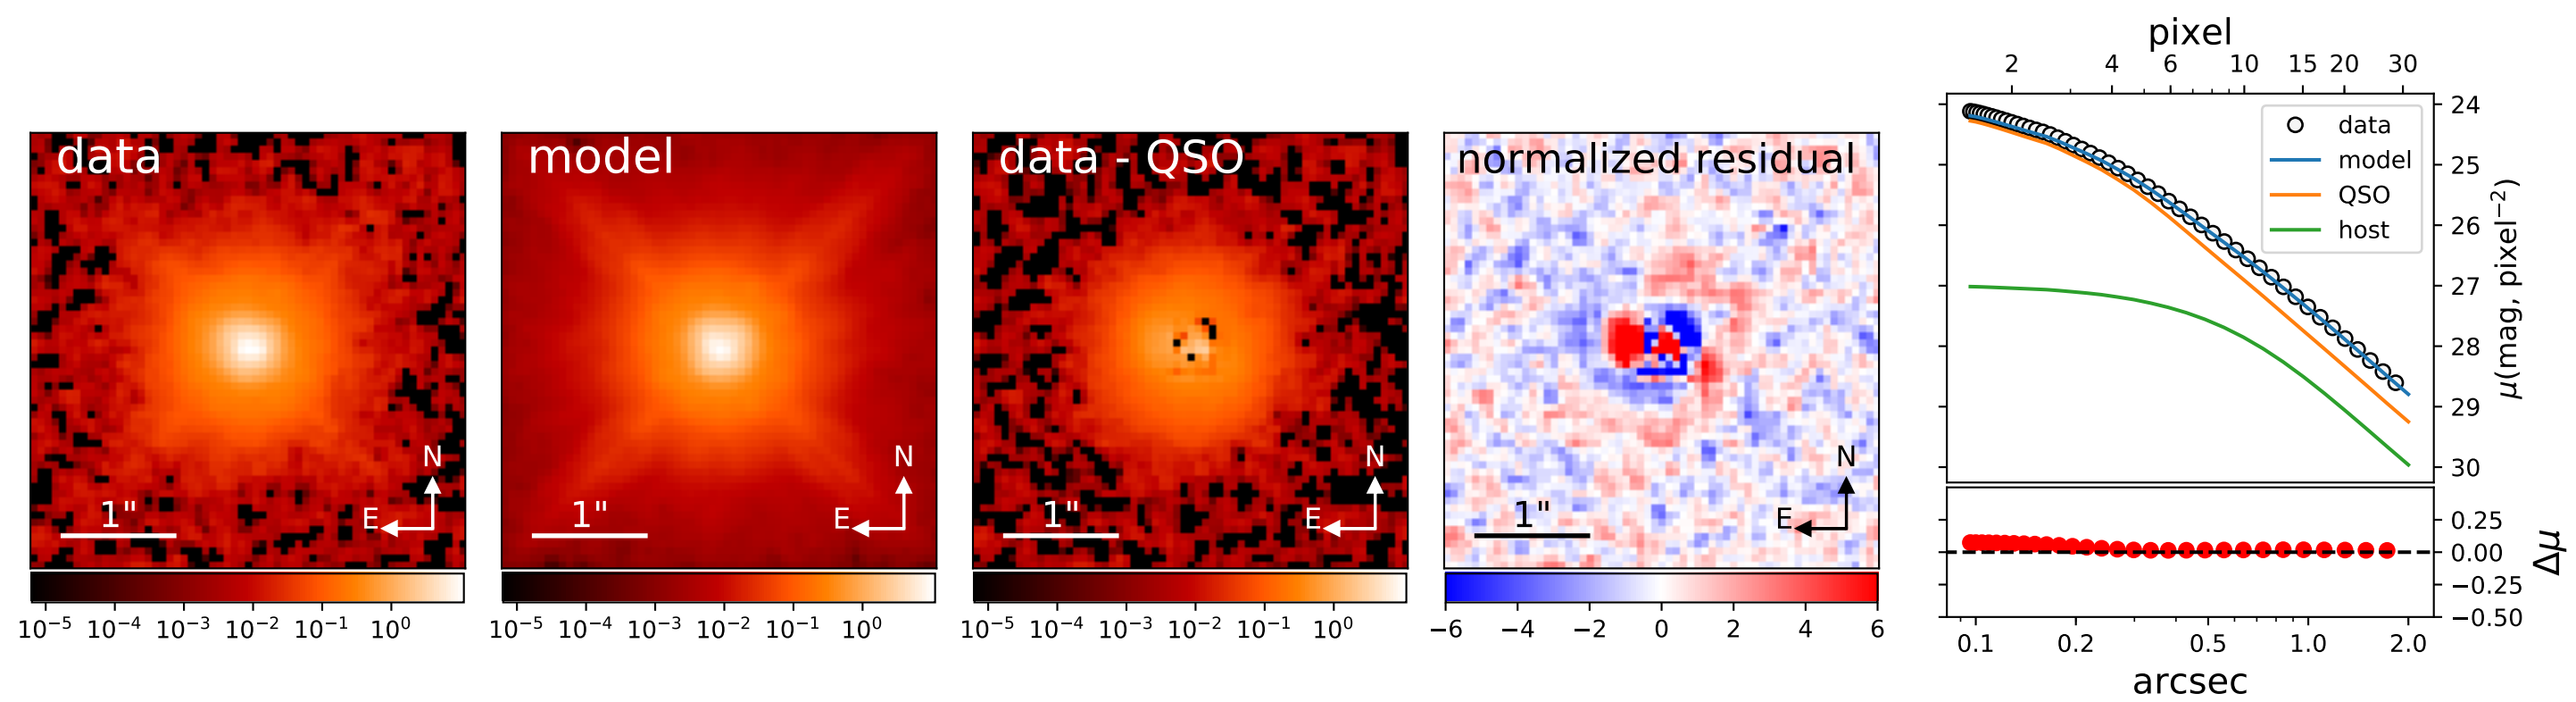 data
N
E
1"
10⁻⁵ 10⁻⁴ 10⁻³ 10⁻² 10⁻¹ 10⁰
model
N
E
1"
10⁻⁵ 10⁻⁴ 10⁻³ 10⁻² 10⁻¹ 10⁰
data - QSO
N
E
1"
10⁻⁵ 10⁻⁴ 10⁻³ 10⁻² 10⁻¹ 10⁰
normalized residual
N
E
1"
−6 −4 −2 0 2 4 6
pixel
2 4 6 10 15 20 30
data
model
QSO
host
24
25
26
27
28
29
30
μ(mag, pixel⁻²)
0.25
0.00
−0.25
−0.50
Δμ
0.1 0.2 0.5 1.0 2.0
arcsec